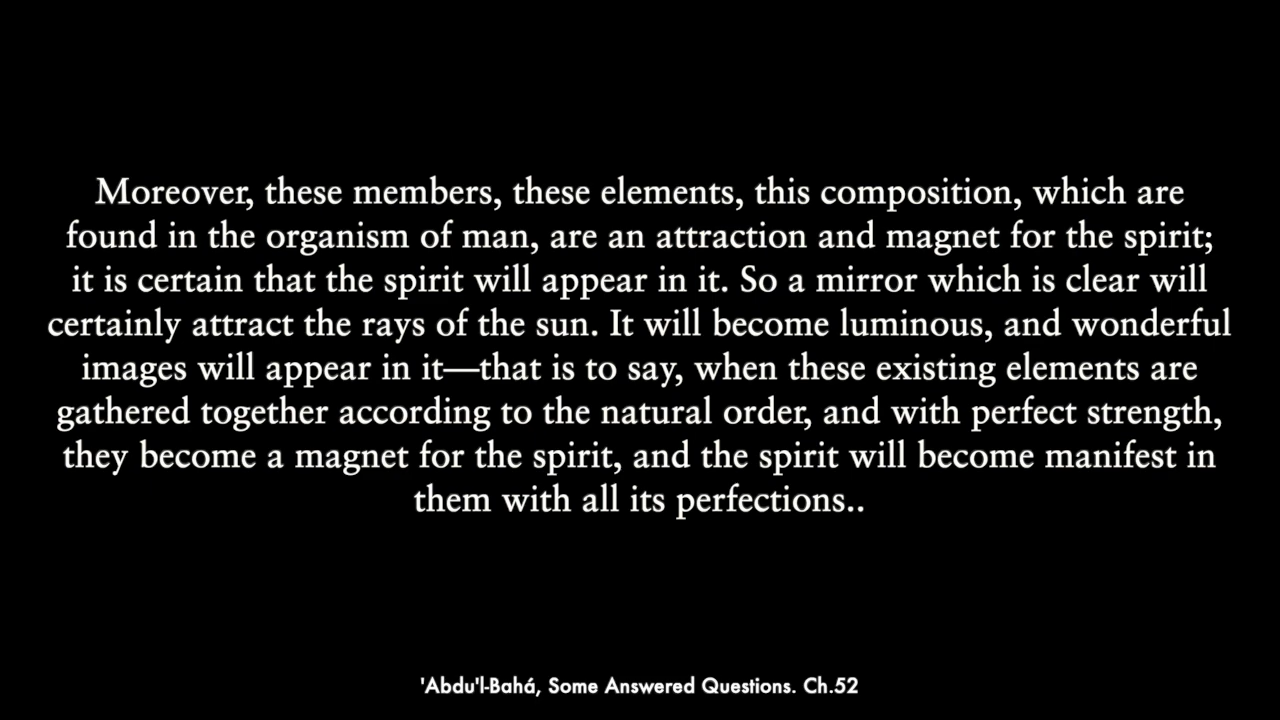 Moreover, these members, these elements, this composition, which are
found in the organism of man, are an attraction and magnet for the spirit;
it is certain that the spirit will appear in it. So a mirror which is clear will
certainly attract the rays of the sun. It will become luminous, and wonderful
images will appear in it—that is to say, when these existing elements are
gathered together according to the natural order, and with perfect strength,
they become a magnet for the spirit, and the spirit will become manifest in
them with all its perfections..
'Abdu'l-Bahá, Some Answered Questions. Ch.52